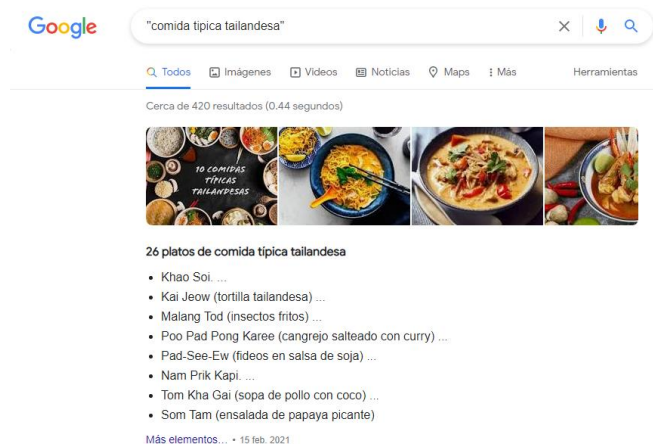 Google
"comida tipica tailandesa"
Todos Imágenes Videos Noticias Maps Más Herramientas
Cerca de 420 resultados (0.44 segundos)
10 COMIDAS
TÍPICAS
TAILANDESAS
26 platos de comida típica tailandesa
• Khao Soi. ...
• Kai Jeow (tortilla tailandesa) ...
• Malang Tod (insectos fritos) ...
• Poo Pad Pong Karee (cangrejo salteado con curry) ...
• Pad-See-Ew (fideos en salsa de soja) ...
• Nam Prik Kapi. ...
• Tom Kha Gai (sopa de pollo con coco) ...
• Som Tam (ensalada de papaya picante)
Más elementos... • 15 feb. 2021